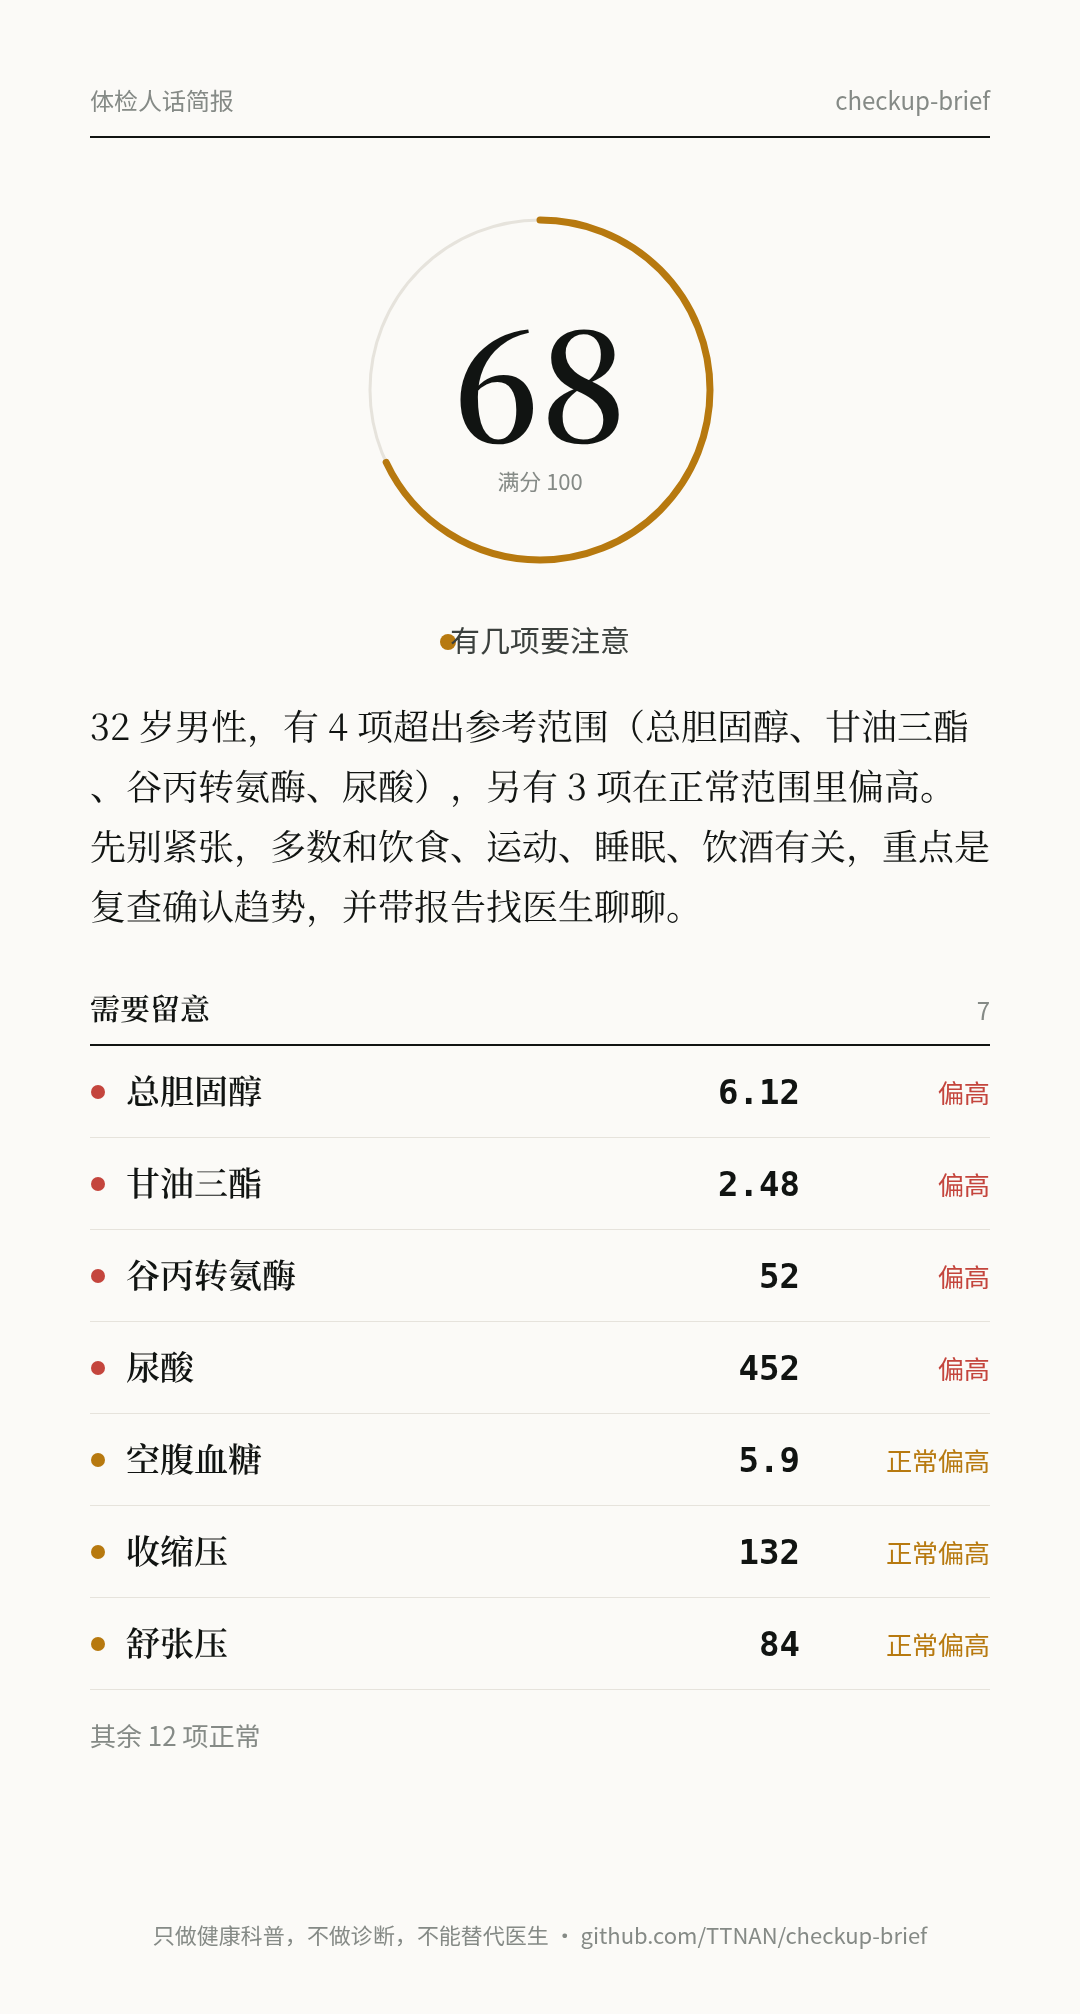 体检人话简报 checkup-brief
68
满分 100
有几项要注意
32 岁男性，有 4 项超出参考范围（总胆固醇、甘油三酯
、谷丙转氨酶、尿酸），另有 3 项在正常范围里偏高。
先别紧张，多数和饮食、运动、睡眠、饮酒有关，重点是
复查确认趋势，并带报告找医生聊聊。
需要留意 7
总胆固醇 6.12 偏高
甘油三酯 2.48 偏高
谷丙转氨酶 52 偏高
尿酸 452 偏高
空腹血糖 5.9 正常偏高
收缩压 132 正常偏高
舒张压 84 正常偏高
其余 12 项正常
只做健康科普，不做诊断，不能替代医生 · github.com/TTNAN/checkup-brief